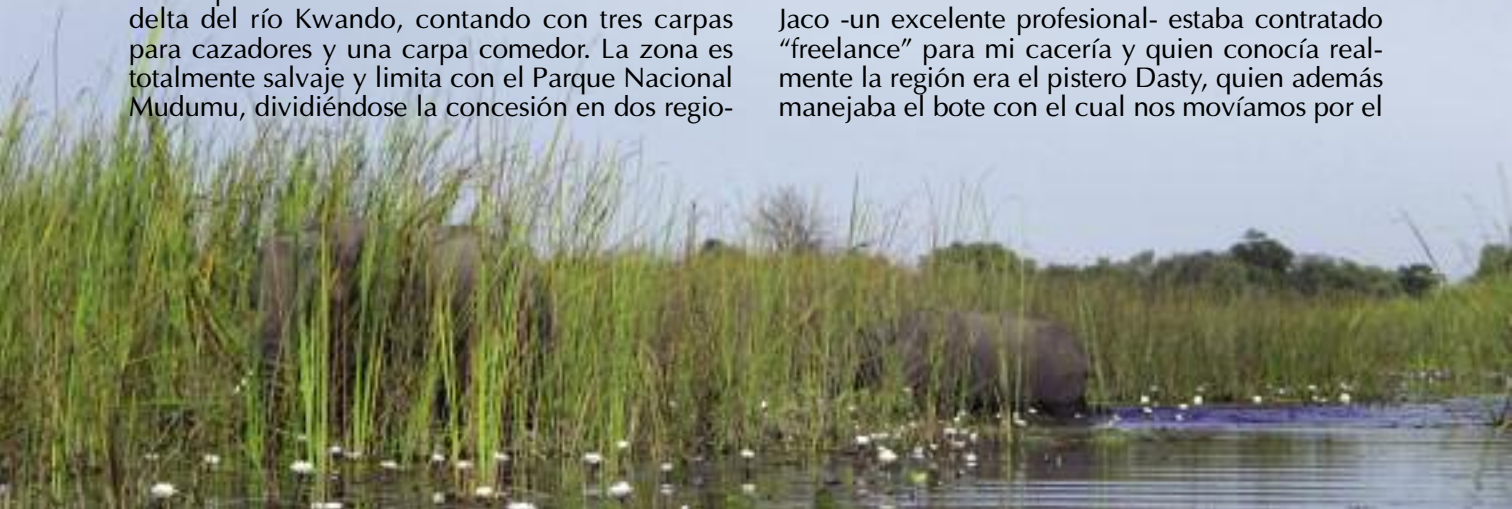 delta del río Kwando, contando con tres carpas
para cazadores y una carpa comedor. La zona es
totalmente salvaje y limita con el Parque Nacional
Mudumu, dividiéndose la concesión en dos regio-
Jaco -un excelente profesional- estaba contratado
“freelance” para mi cacería y quien conocía real-
mente la región era el pistero Dasty, quien además
manejaba el bote con el cual nos movíamos por el